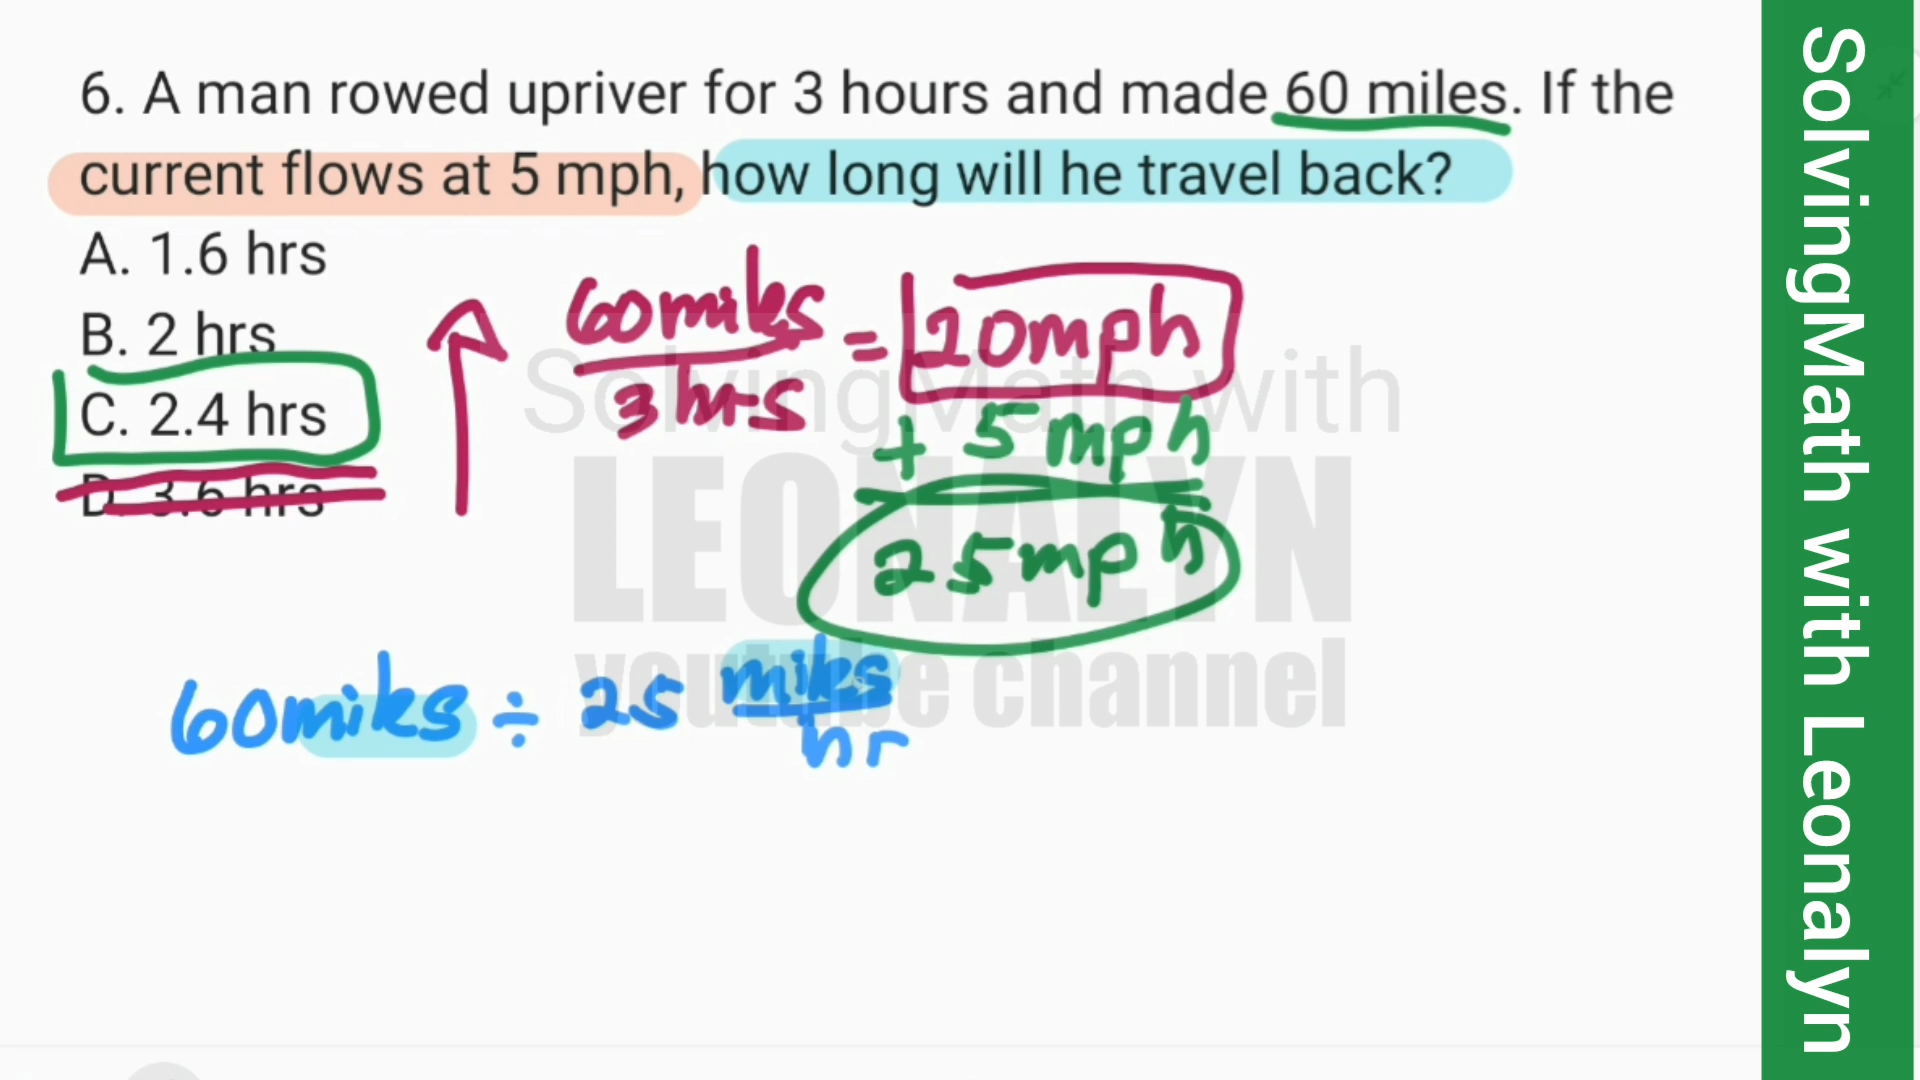 6. A man rowed upriver for 3 hours and made 60 miles. If the
current flows at 5 mph, how long will he travel back?
A. 1.6 hrs
B. 2 hrs
C. 2.4 hrs
D. 3.6 hrs
60 miles
3 hrs
= 20 mph
+ 5 mph
25 mph
60 miles ÷ 25 miles
hr
SolvingMath with
LEONALYN
youtube channel
SolvingMath with Leonalyn